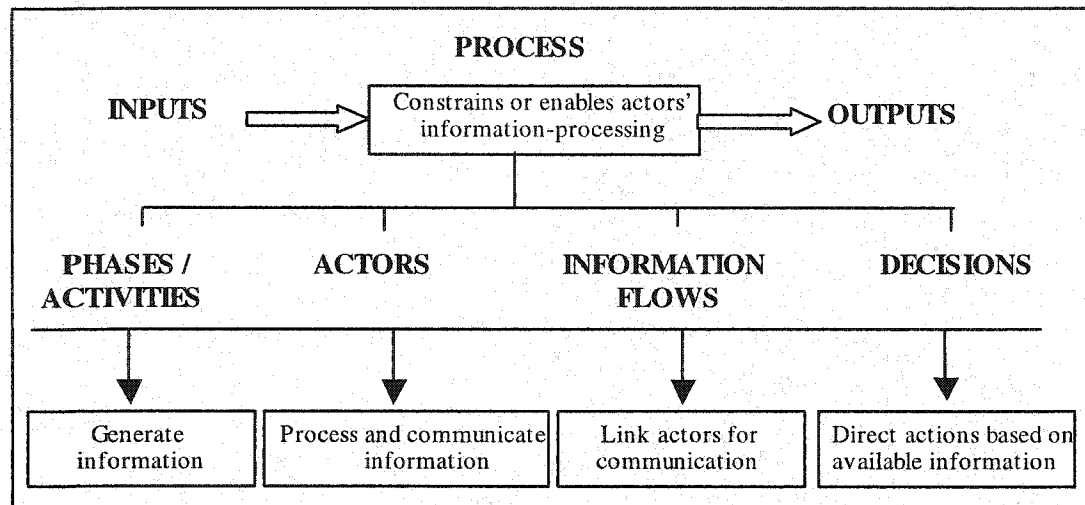 PROCESS
INPUTS
Constrains or enables actors'
information-processing
OUTPUTS
PHASES /
ACTIVITIES
ACTORS
INFORMATION
FLOWS
DECISIONS
Generate
information
Process and communicate
information
Link actors for
communication
Direct actions based on
available information